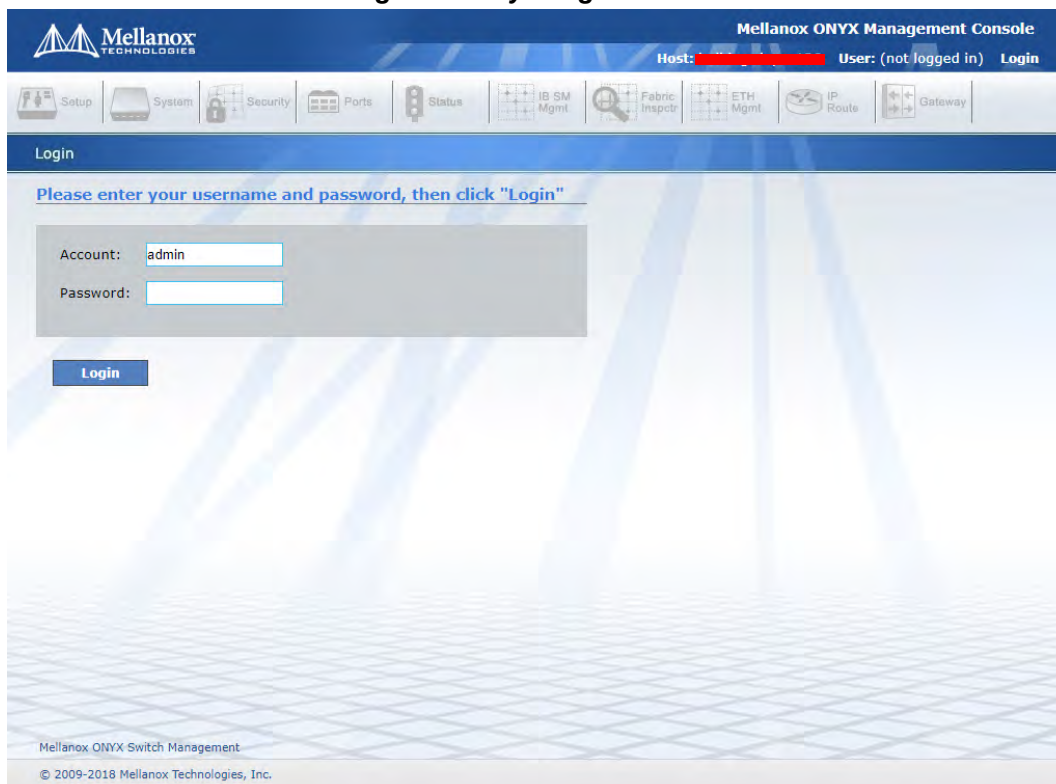 Mellanox
TECHNOLOGIES
Mellanox ONYX Management Console
Host: User: (not logged in) Login
Setup
System
Security
Ports
Status
IB SM
Mgmt
Fabric
Inspctr
ETH
Mgmt
IP
Route
Gateway
Login
Please enter your username and password, then click "Login"
Account: admin
Password:
Login
Mellanox ONYX Switch Management
© 2009-2018 Mellanox Technologies, Inc.